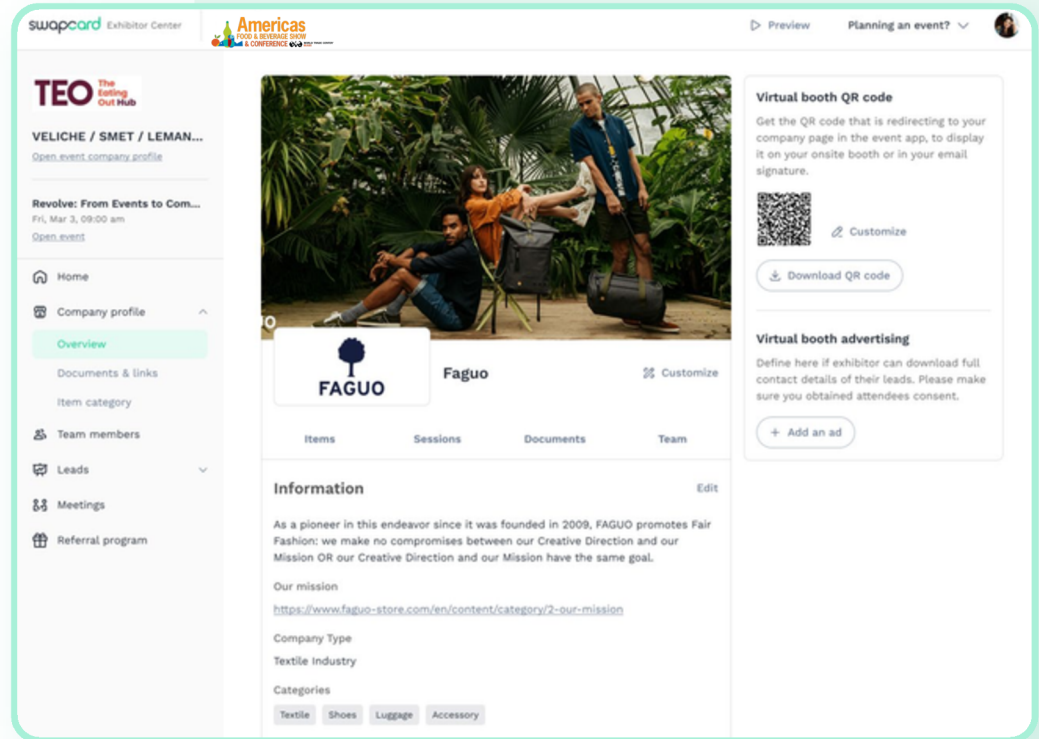 swapcard Exhibitor Center
Americas
FOOD & BEVERAGE SHOW
& CONFERENCE
Preview
Planning an event?
TEO The
Eating
Out Hub
VELICHE / SMET / LEMAN...
Open event company profile
Revolve: From Events to Com...
Fri, Mar 3, 09:00 am
Open event
Home
Company profile
Overview
Documents & links
Item category
Team members
Leads
Meetings
Referral program
IO
FAGUO
Faguo
Customize
Items
Sessions
Documents
Team
Information
Edit
As a pioneer in this endeavor since it was founded in 2009, FAGUO promotes Fair
Fashion: we make no compromises between our Creative Direction and our
Mission OR our Creative Direction and our Mission have the same goal.
Our mission
https://www.faguo-store.com/en/content/category/2-our-mission
Company Type
Textile Industry
Categories
Textile
Shoes
Luggage
Accessory
Virtual booth QR code
Get the QR code that is redirecting to your
company page in the event app, to display
it on your onsite booth or in your email
signature.
Customize
Download QR code
Virtual booth advertising
Define here if exhibitor can download full
contact details of their leads. Please make
sure you obtained attendees consent.
+ Add an ad